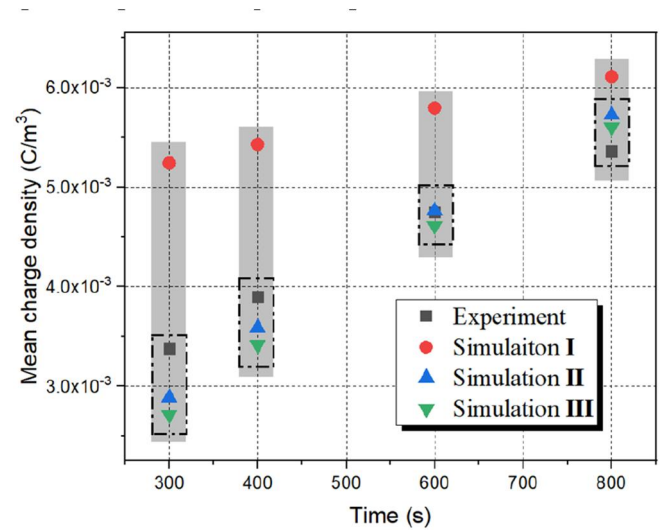 6.0x10⁻³
5.0x10⁻³
4.0x10⁻³
3.0x10⁻³
Mean charge density (C/m³)
Experiment
Simulaiton I
Simulation II
Simulation III
300 400 500 600 700 800
Time (s)